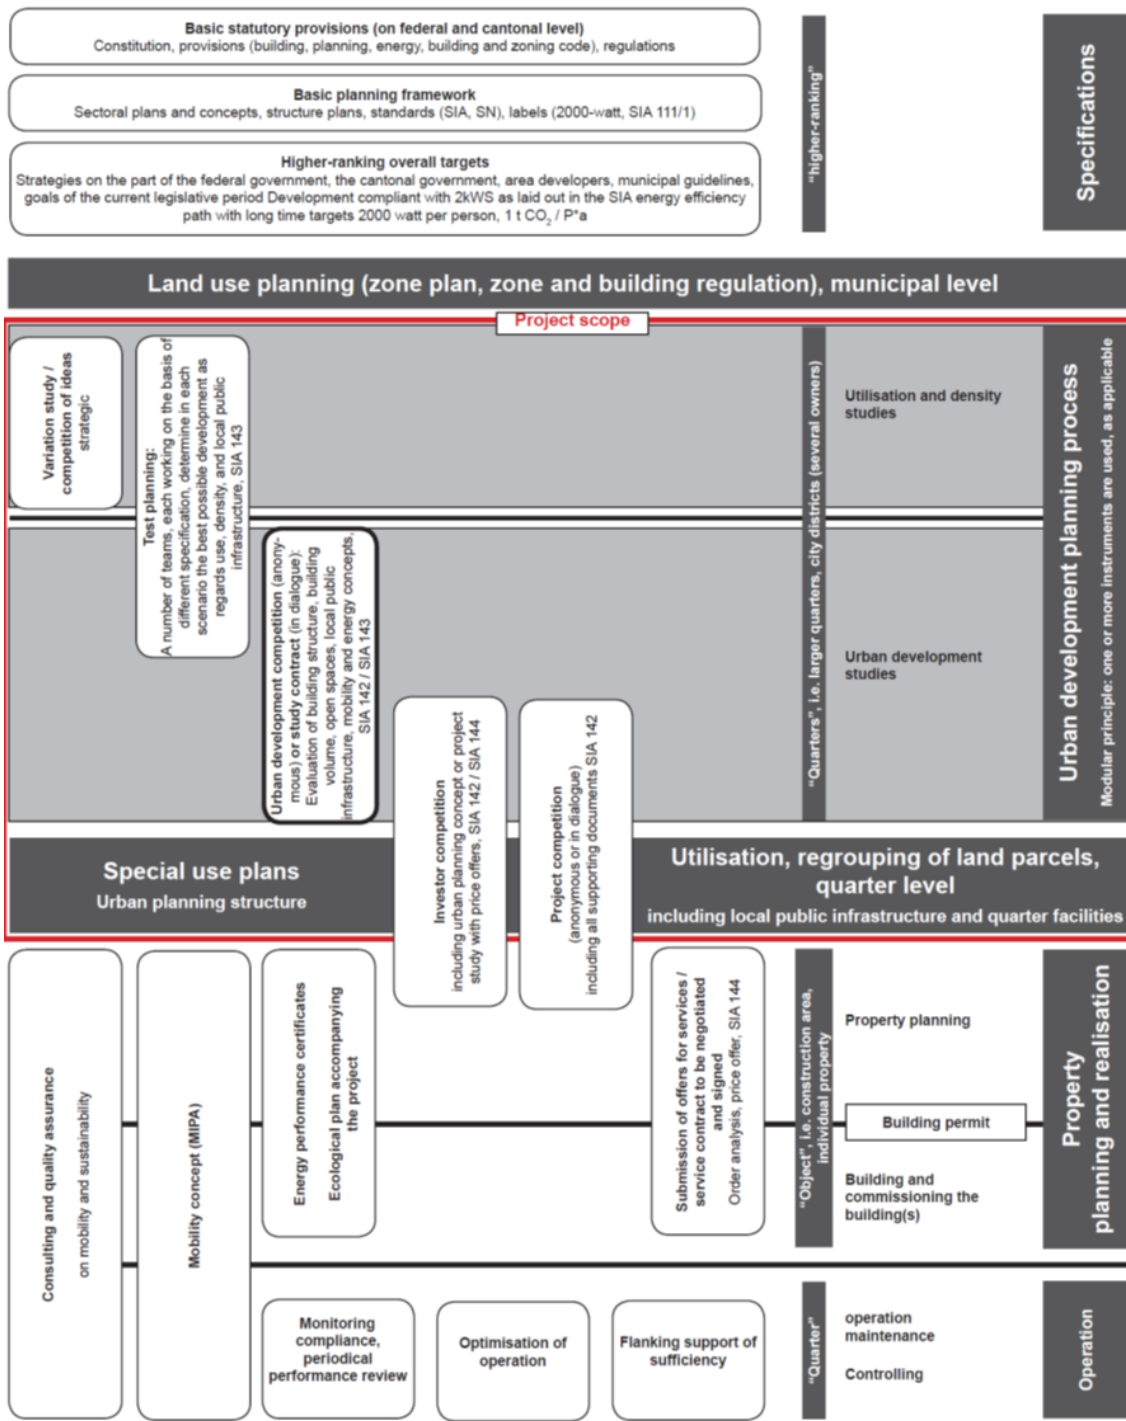 Basic statutory provisions (on federal and cantonal level)
Constitution, provisions (building, planning, energy, building and zoning code), regulations
Basic planning framework
Sectoral plans and concepts, structure plans, standards (SIA, SN), labels (2000-watt, SIA 111/1)
Higher-ranking overall targets
Strategies on the part of the federal government, the cantonal government, area developers, municipal guidelines,
goals of the current legislative period Development compliant with 2kWS as laid out in the SIA energy efficiency
path with long time targets 2000 watt per person, 1 t CO2 / P*a
"higher-ranking"
Specifications
Land use planning (zone plan, zone and building regulation), municipal level
Project scope
Variation study /
competition of ideas
strategic
Test planning:
A number of teams, each working on the basis of
different specification, determine in each
scenario the best possible development as
regards use, density, and local public
infrastructure, SIA 143
Urban development competition (anony-
mous) or study contract (in dialogue):
Evaluation of building structure, building
volume, open spaces, local public
infrastructure, mobility and energy concepts,
SIA 142 / SIA 143
Investor competition
including urban planning concept or project
study with price offers, SIA 142 / SIA 144
Project competition
(anonymous or in dialogue)
including all supporting documents SIA 142
"Quarters", i.e. larger quarters, city districts (several owners)
Utilisation and density
studies
Urban development
studies
Urban development planning process
Modular principle: one or more instruments are used, as applicable
Special use plans
Urban planning structure
Utilisation, regrouping of land parcels,
quarter level
including local public infrastructure and quarter facilities
Consulting and quality assurance
on mobility and sustainability
Mobility concept (MIPA)
Energy performance certificates
Ecological plan accompanying
the project
Submission of offers for services /
service contract to be negotiated
and signed
Order analysis, price offer, SIA 144
"Object", i.e. construction area,
individual property
Property planning
Building permit
Building and
commissioning the
building(s)
Property
planning and realisation
Monitoring
compliance,
periodical
performance review
Optimisation of
operation
Flanking support of
sufficiency
"Quarter"
operation
maintenance
Controlling
Operation